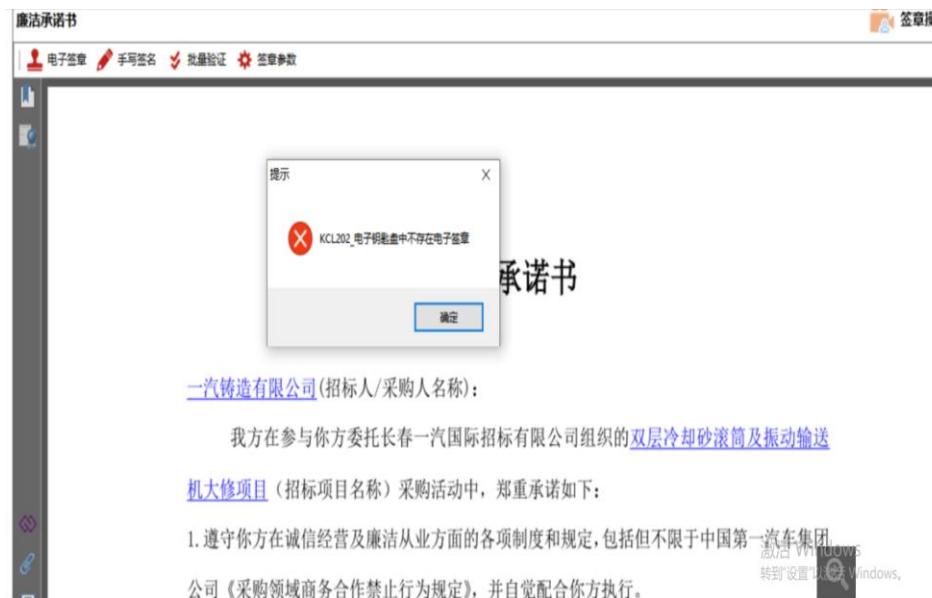 廉洁承诺书
电子签章 手写签名 批量验证 签章参数
提示
KCL202_电子钥匙盘中不存在电子签章
确定
承诺书
一汽铸造有限公司(招标人/采购人名称):
我方在参与你方委托长春一汽国际招标有限公司组织的双层冷却砂滚筒及振动输送
机大修项目（招标项目名称）采购活动中，郑重承诺如下:
1.遵守你方在诚信经营及廉洁从业方面的各项制度和规定,包括但不限于中国第一汽车集团
公司《采购领域商务合作禁止行为规定》，并自觉配合你方执行。
签章
激活 Windows
转到"设置"以激活 Windows。